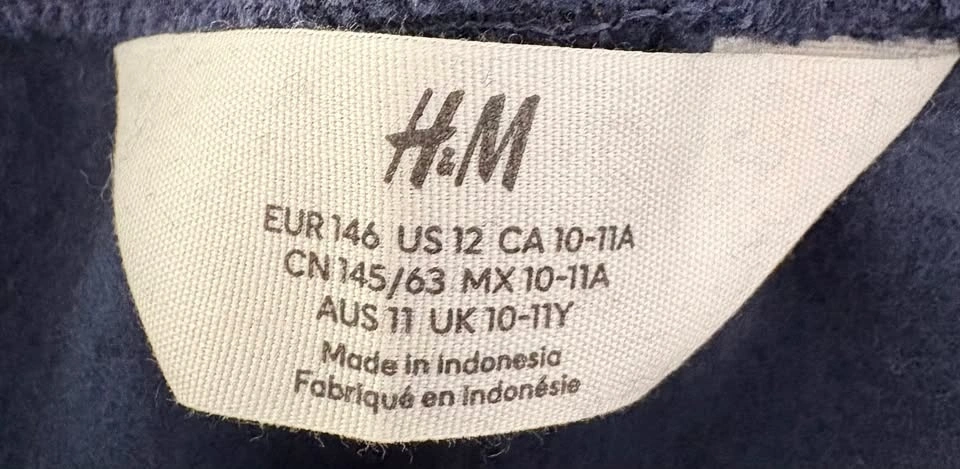 H&M
EUR 146 US 12 CA 10-11A
CN 145/63 MX 10-11A
AUS 11 UK 10-11Y
Made in Indonesia
Fabriqué en Indonésie